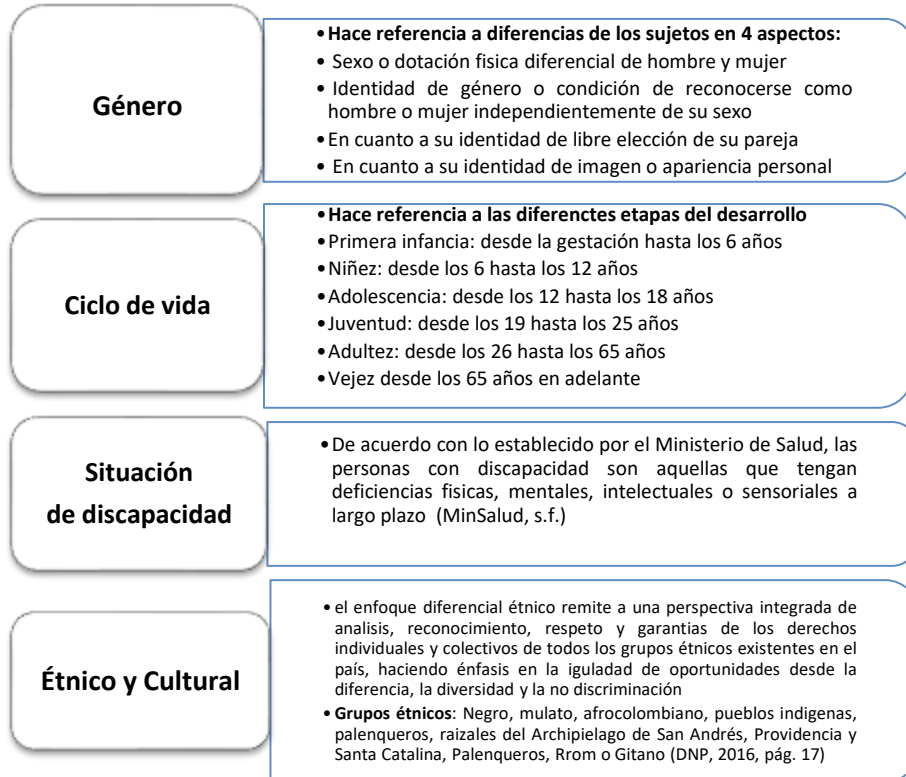 Género
•Hace referencia a diferencias de los sujetos en 4 aspectos:
• Sexo o dotación fisica diferencial de hombre y mujer
• Identidad de género o condición de reconocerse como
hombre o mujer independientemente de su sexo
•En cuanto a su identidad de libre elección de su pareja
• En cuanto a su identidad de imagen o apariencia personal
Ciclo de vida
•Hace referencia a las diferenctes etapas del desarrollo
•Primera infancia: desde la gestación hasta los 6 años
•Niñez: desde los 6 hasta los 12 años
•Adolescencia: desde los 12 hasta los 18 años
•Juventud: desde los 19 hasta los 25 años
•Adultez: desde los 26 hasta los 65 años
•Vejez desde los 65 años en adelante
Situación
de discapacidad
•De acuerdo con lo establecido por el Ministerio de Salud, las
personas con discapacidad son aquellas que tengan
deficiencias fisicas, mentales, intelectuales o sensoriales a
largo plazo (MinSalud, s.f.)
Étnico y Cultural
• el enfoque diferencial étnico remite a una perspectiva integrada de
analisis, reconocimiento, respeto y garantias de los derechos
individuales y colectivos de todos los grupos étnicos existentes en el
país, haciendo énfasis en la iguladad de oportunidades desde la
diferencia, la diversidad y la no discriminación
• Grupos étnicos: Negro, mulato, afrocolombiano, pueblos indigenas,
palenqueros, raizales del Archipielago de San Andrés, Providencia y
Santa Catalina, Palenqueros, Rrom o Gitano (DNP, 2016, pág. 17)